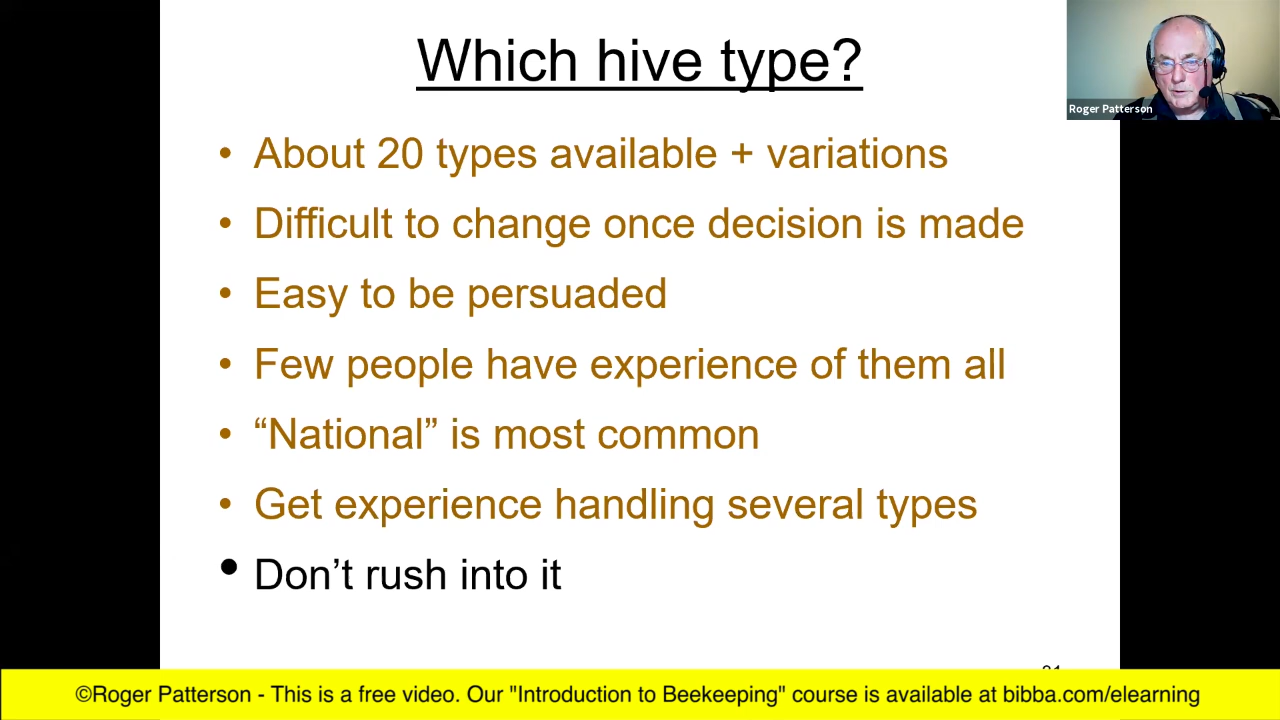 Which hive type?
Roger Patterson
• About 20 types available + variations
• Difficult to change once decision is made
• Easy to be persuaded
• Few people have experience of them all
• “National” is most common
• Get experience handling several types
• Don’t rush into it
©Roger Patterson - This is a free video. Our "Introduction to Beekeeping" course is available at bibba.com/elearning